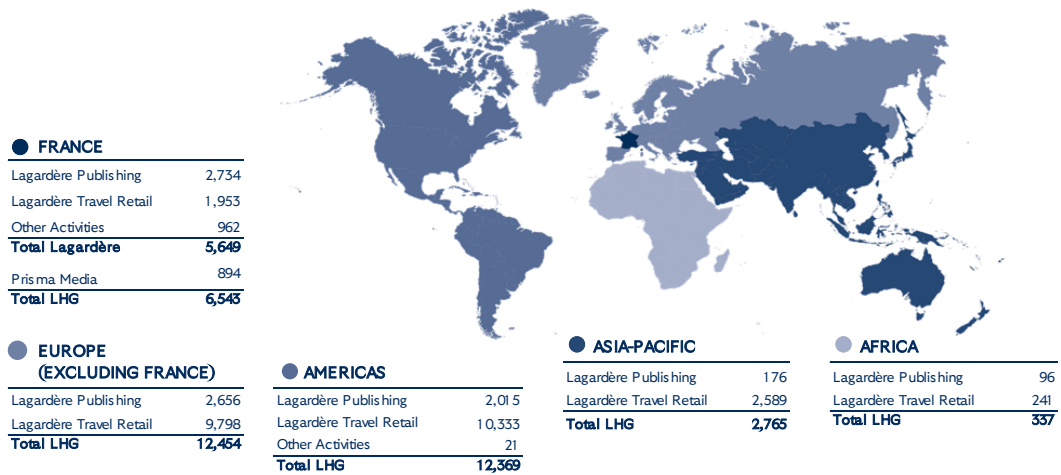 FRANCE
Lagardère Publishing 2,734
Lagardère Travel Retail 1,953
Other Activities 962
Total Lagardère 5,649
Prisma Media 894
Total LHG 6,543
EUROPE
(EXCLUDING FRANCE)
Lagardère Publishing 2,656
Lagardère Travel Retail 9,798
Total LHG 12,454
AMERICAS
Lagardère Publishing 2,015
Lagardère Travel Retail 10,333
Other Activities 21
Total LHG 12,369
ASIA-PACIFIC
Lagardère Publishing 176
Lagardère Travel Retail 2,589
Total LHG 2,765
AFRICA
Lagardère Publishing 96
Lagardère Travel Retail 241
Total LHG 337